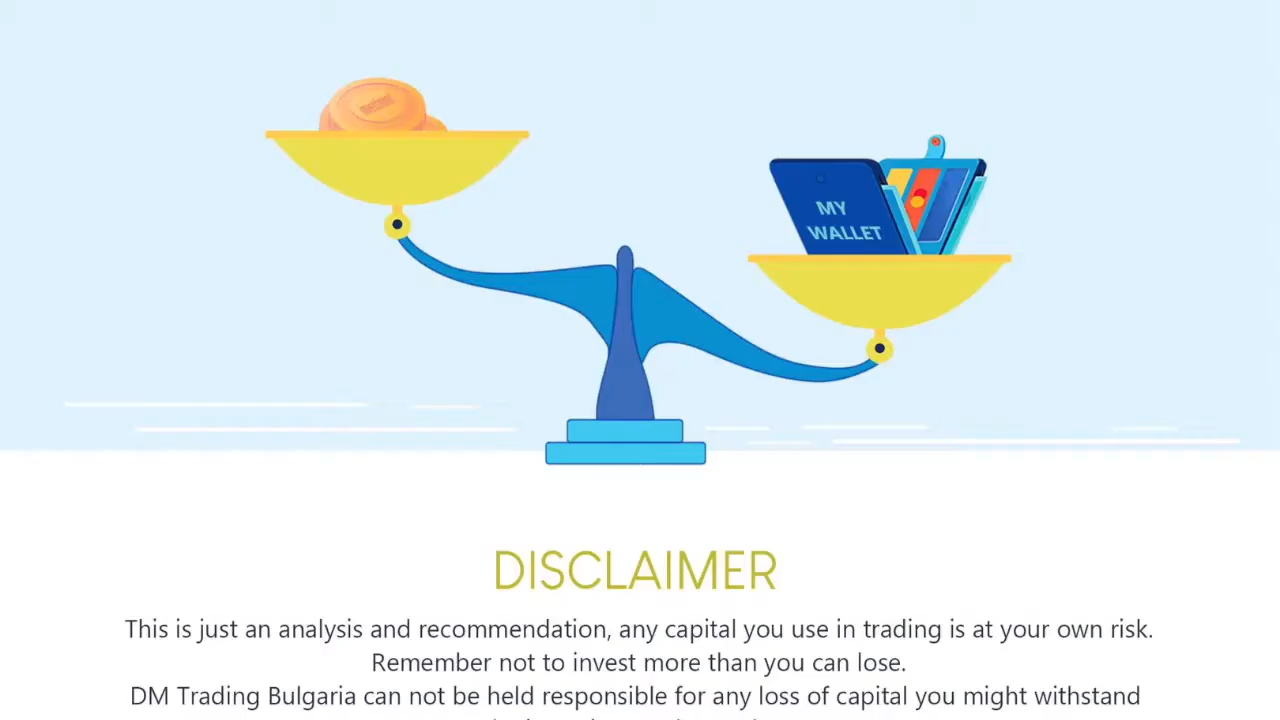 MY
WALLET
DISCLAIMER
This is just an analysis and recommendation, any capital you use in trading is at your own risk.
Remember not to invest more than you can lose.
DM Trading Bulgaria can not be held responsible for any loss of capital you might withstand